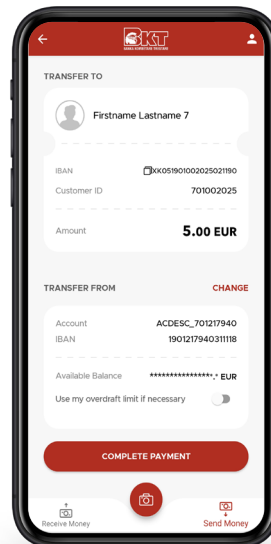 BKT
BANKA KOMBETARE TREGTARE
TRANSFER TO
Firstname Lastname 7
IBAN XK051901002025021190
Customer ID 701002025
Amount 5.00 EUR
TRANSFER FROM CHANGE
Account ACDESC_701217940
IBAN 1901217940311118
Available Balance ***************.* EUR
Use my overdraft limit if necessary
COMPLETE PAYMENT
Receive Money Send Money